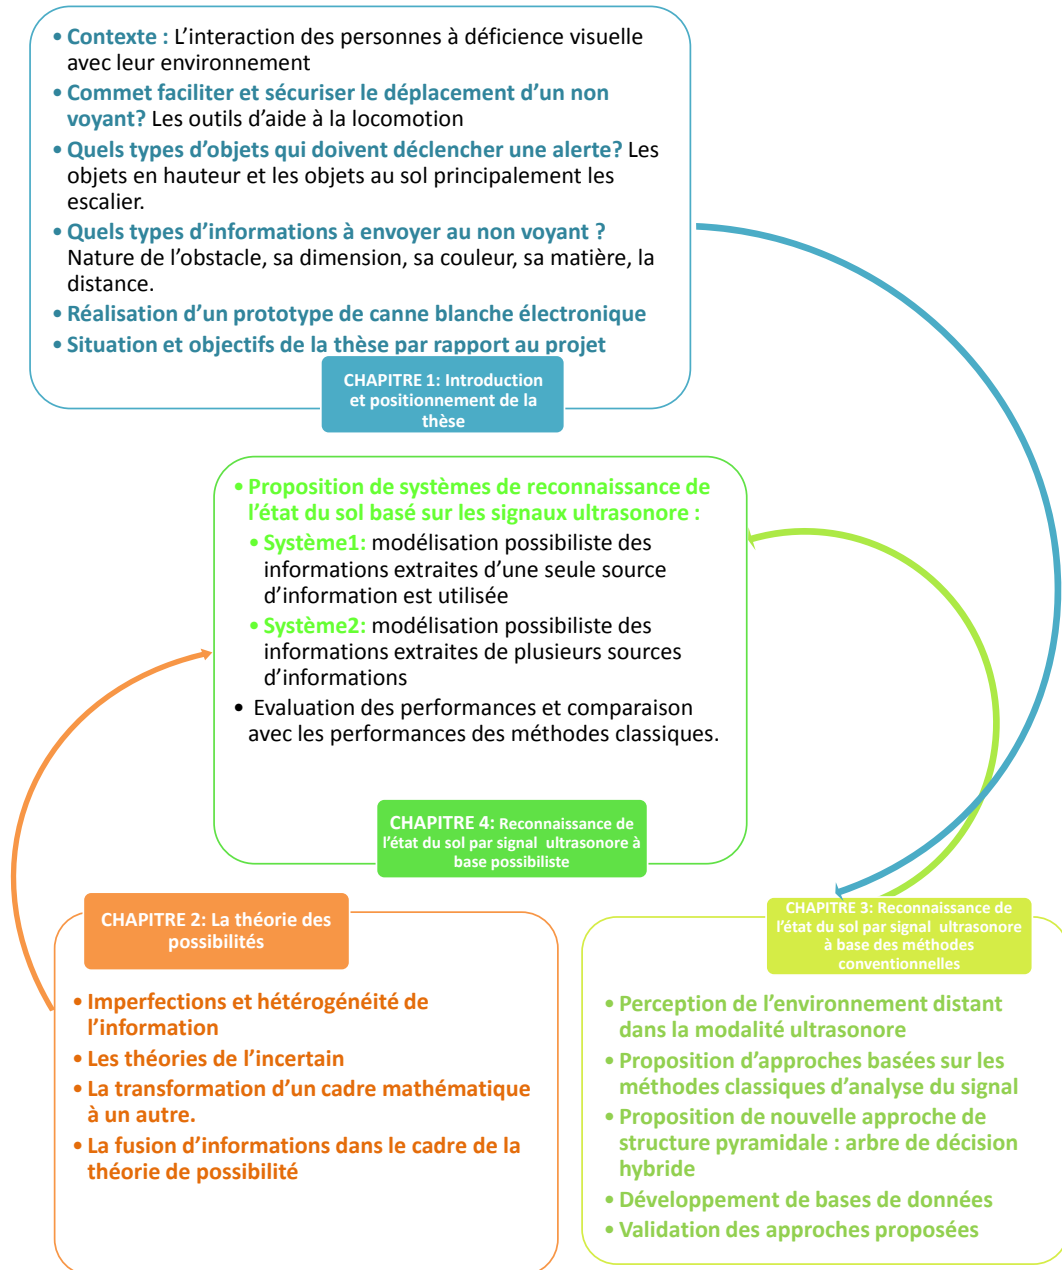 • Contexte : L’interaction des personnes à déficience visuelle
avec leur environnement
• Commet faciliter et sécuriser le déplacement d’un non
voyant? Les outils d’aide à la locomotion
• Quels types d’objets qui doivent déclencher une alerte? Les
objets en hauteur et les objets au sol principalement les
escalier.
• Quels types d’informations à envoyer au non voyant ?
Nature de l’obstacle, sa dimension, sa couleur, sa matière, la
distance.
• Réalisation d’un prototype de canne blanche électronique
• Situation et objectifs de la thèse par rapport au projet
CHAPITRE 1: Introduction
et positionnement de la
thèse
• Proposition de systèmes de reconnaissance de
l’état du sol basé sur les signaux ultrasonore :
• Système1: modélisation possibiliste des
informations extraites d’une seule source
d’information est utilisée
• Système2: modélisation possibiliste des
informations extraites de plusieurs sources
d’informations
• Evaluation des performances et comparaison
avec les performances des méthodes classiques.
CHAPITRE 4: Reconnaissance de
l’état du sol par signal ultrasonore à
base possibiliste
CHAPITRE 2: La théorie des
possibilités
• Imperfections et hétérogénéité de
l’information
• Les théories de l’incertain
• La transformation d’un cadre mathématique
à un autre.
• La fusion d’informations dans le cadre de la
théorie de possibilité
CHAPITRE 3: Reconnaissance de
l’état du sol par signal ultrasonore
à base des méthodes
conventionnelles
• Perception de l’environnement distant
dans la modalité ultrasonore
• Proposition d’approches basées sur les
méthodes classiques d’analyse du signal
• Proposition de nouvelle approche de
structure pyramidale : arbre de décision
hybride
• Développement de bases de données
• Validation des approches proposées